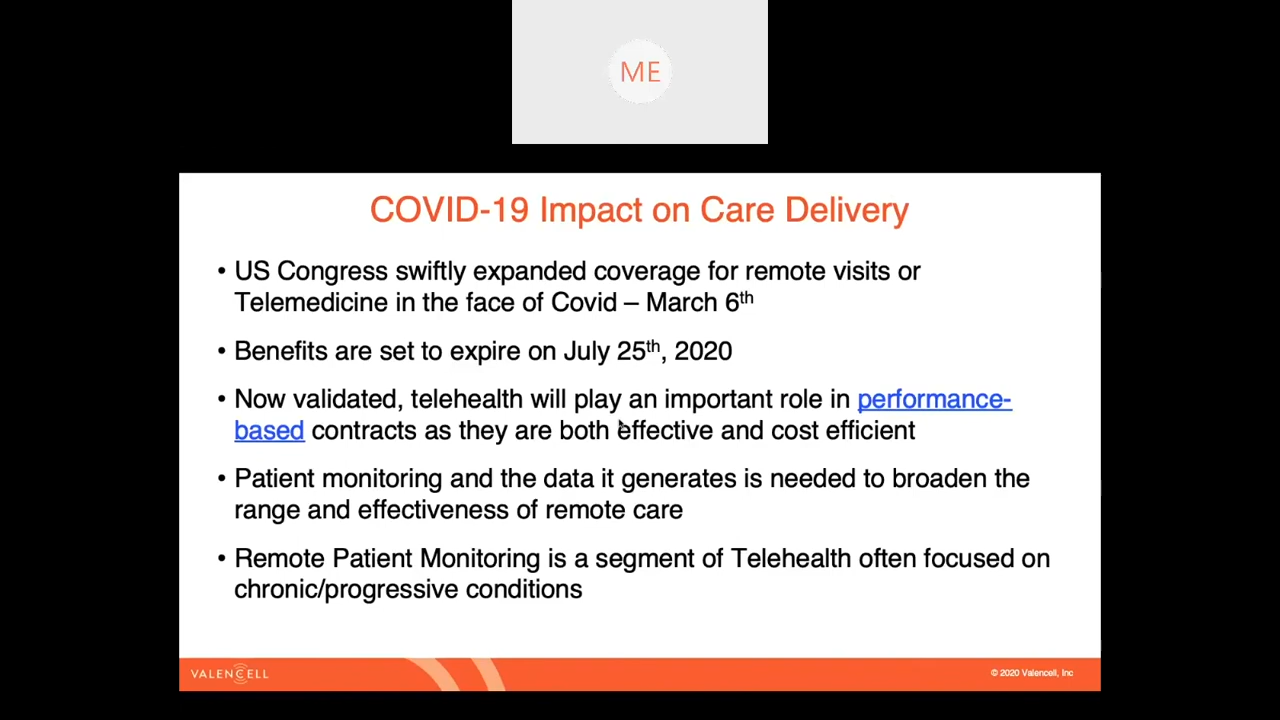 ME
COVID-19 Impact on Care Delivery
• US Congress swiftly expanded coverage for remote visits or
Telemedicine in the face of Covid – March 6th
• Benefits are set to expire on July 25th, 2020
• Now validated, telehealth will play an important role in performance-
based contracts as they are both effective and cost efficient
• Patient monitoring and the data it generates is needed to broaden the
range and effectiveness of remote care
• Remote Patient Monitoring is a segment of Telehealth often focused on
chronic/progressive conditions
VALENCELL
© 2020 Valencell, Inc